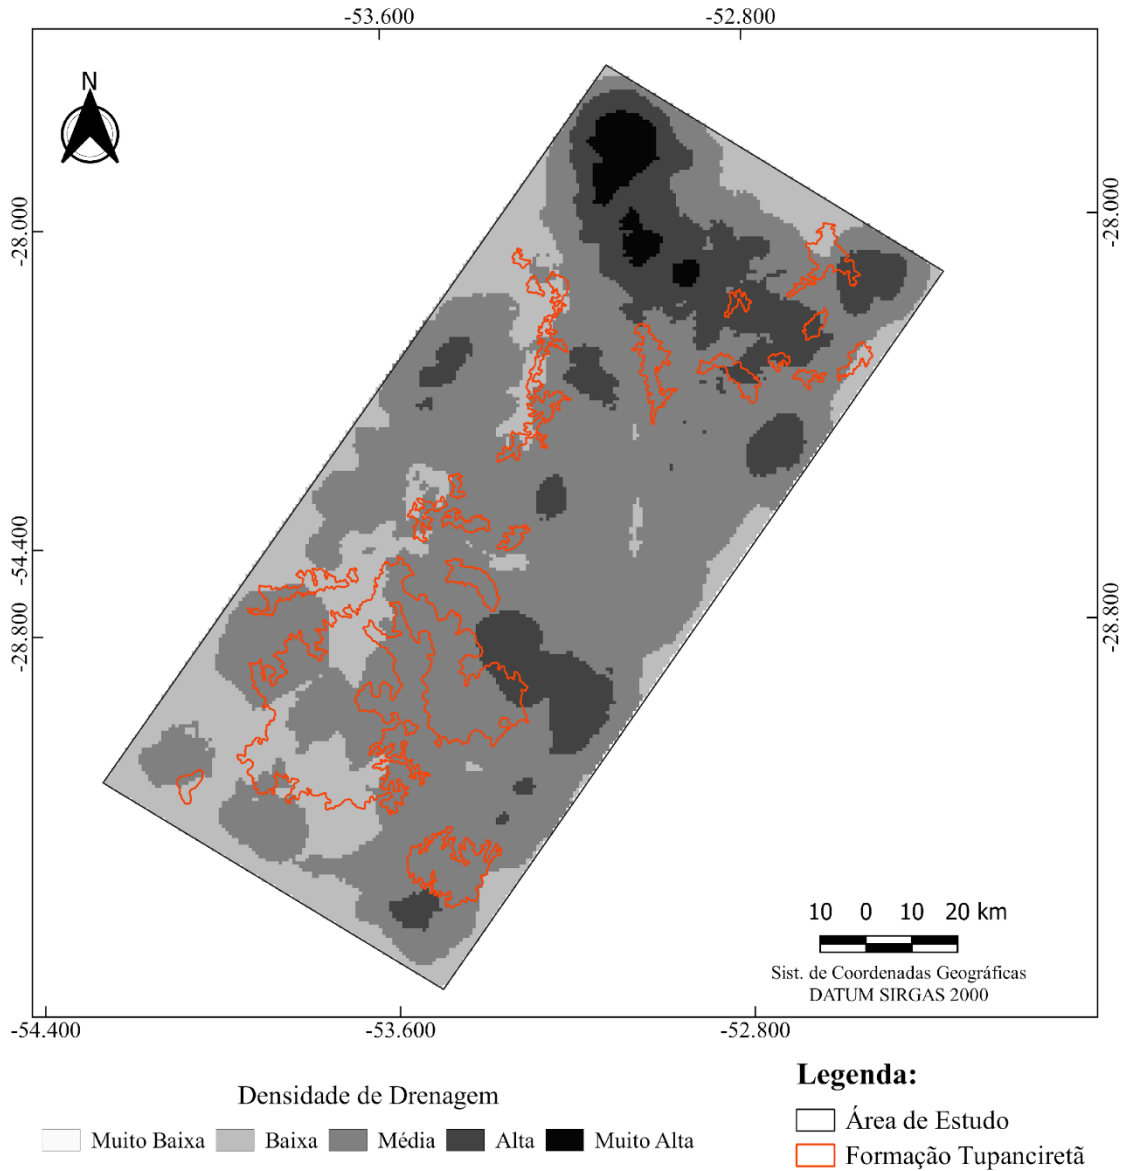 -53.600
-52.800
N
-28.000
-28.000
-54.400
-28.800
-28.800
10 0 10 20 km
Sist. de Coordenadas Geográficas
DATUM SIRGAS 2000
-54.400
-53.600
-52.800
Densidade de Drenagem
Muito Baixa Baixa Média Alta Muito Alta
Legenda:
Área de Estudo
Formação Tupanciretã